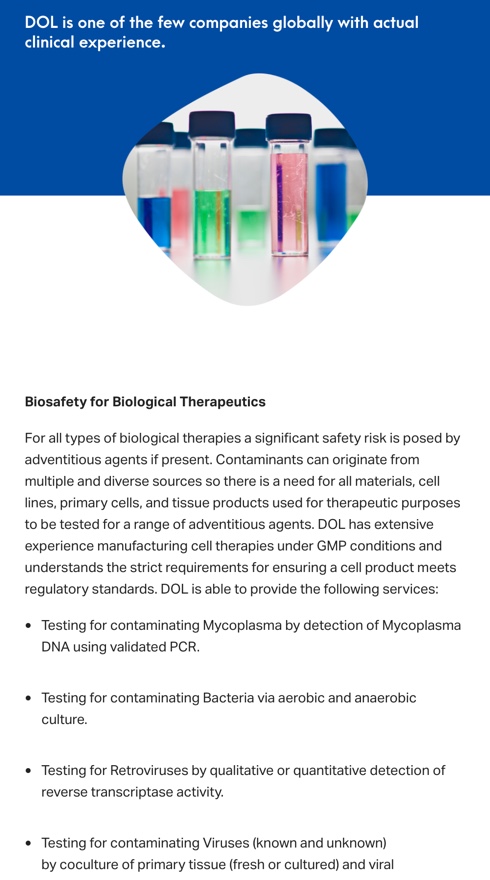 DOL is one of the few companies globally with actual
clinical experience.
Biosafety for Biological Therapeutics
For all types of biological therapies a significant safety risk is posed by
adventitious agents if present. Contaminants can originate from
multiple and diverse sources so there is a need for all materials, cell
lines, primary cells, and tissue products used for therapeutic purposes
to be tested for a range of adventitious agents. DOL has extensive
experience manufacturing cell therapies under GMP conditions and
understands the strict requirements for ensuring a cell product meets
regulatory standards. DOL is able to provide the following services:
• Testing for contaminating Mycoplasma by detection of Mycoplasma
DNA using validated PCR.
• Testing for contaminating Bacteria via aerobic and anaerobic
culture.
• Testing for Retroviruses by qualitative or quantitative detection of
reverse transcriptase activity.
• Testing for contaminating Viruses (known and unknown)
by coculture of primary tissue (fresh or cultured) and viral